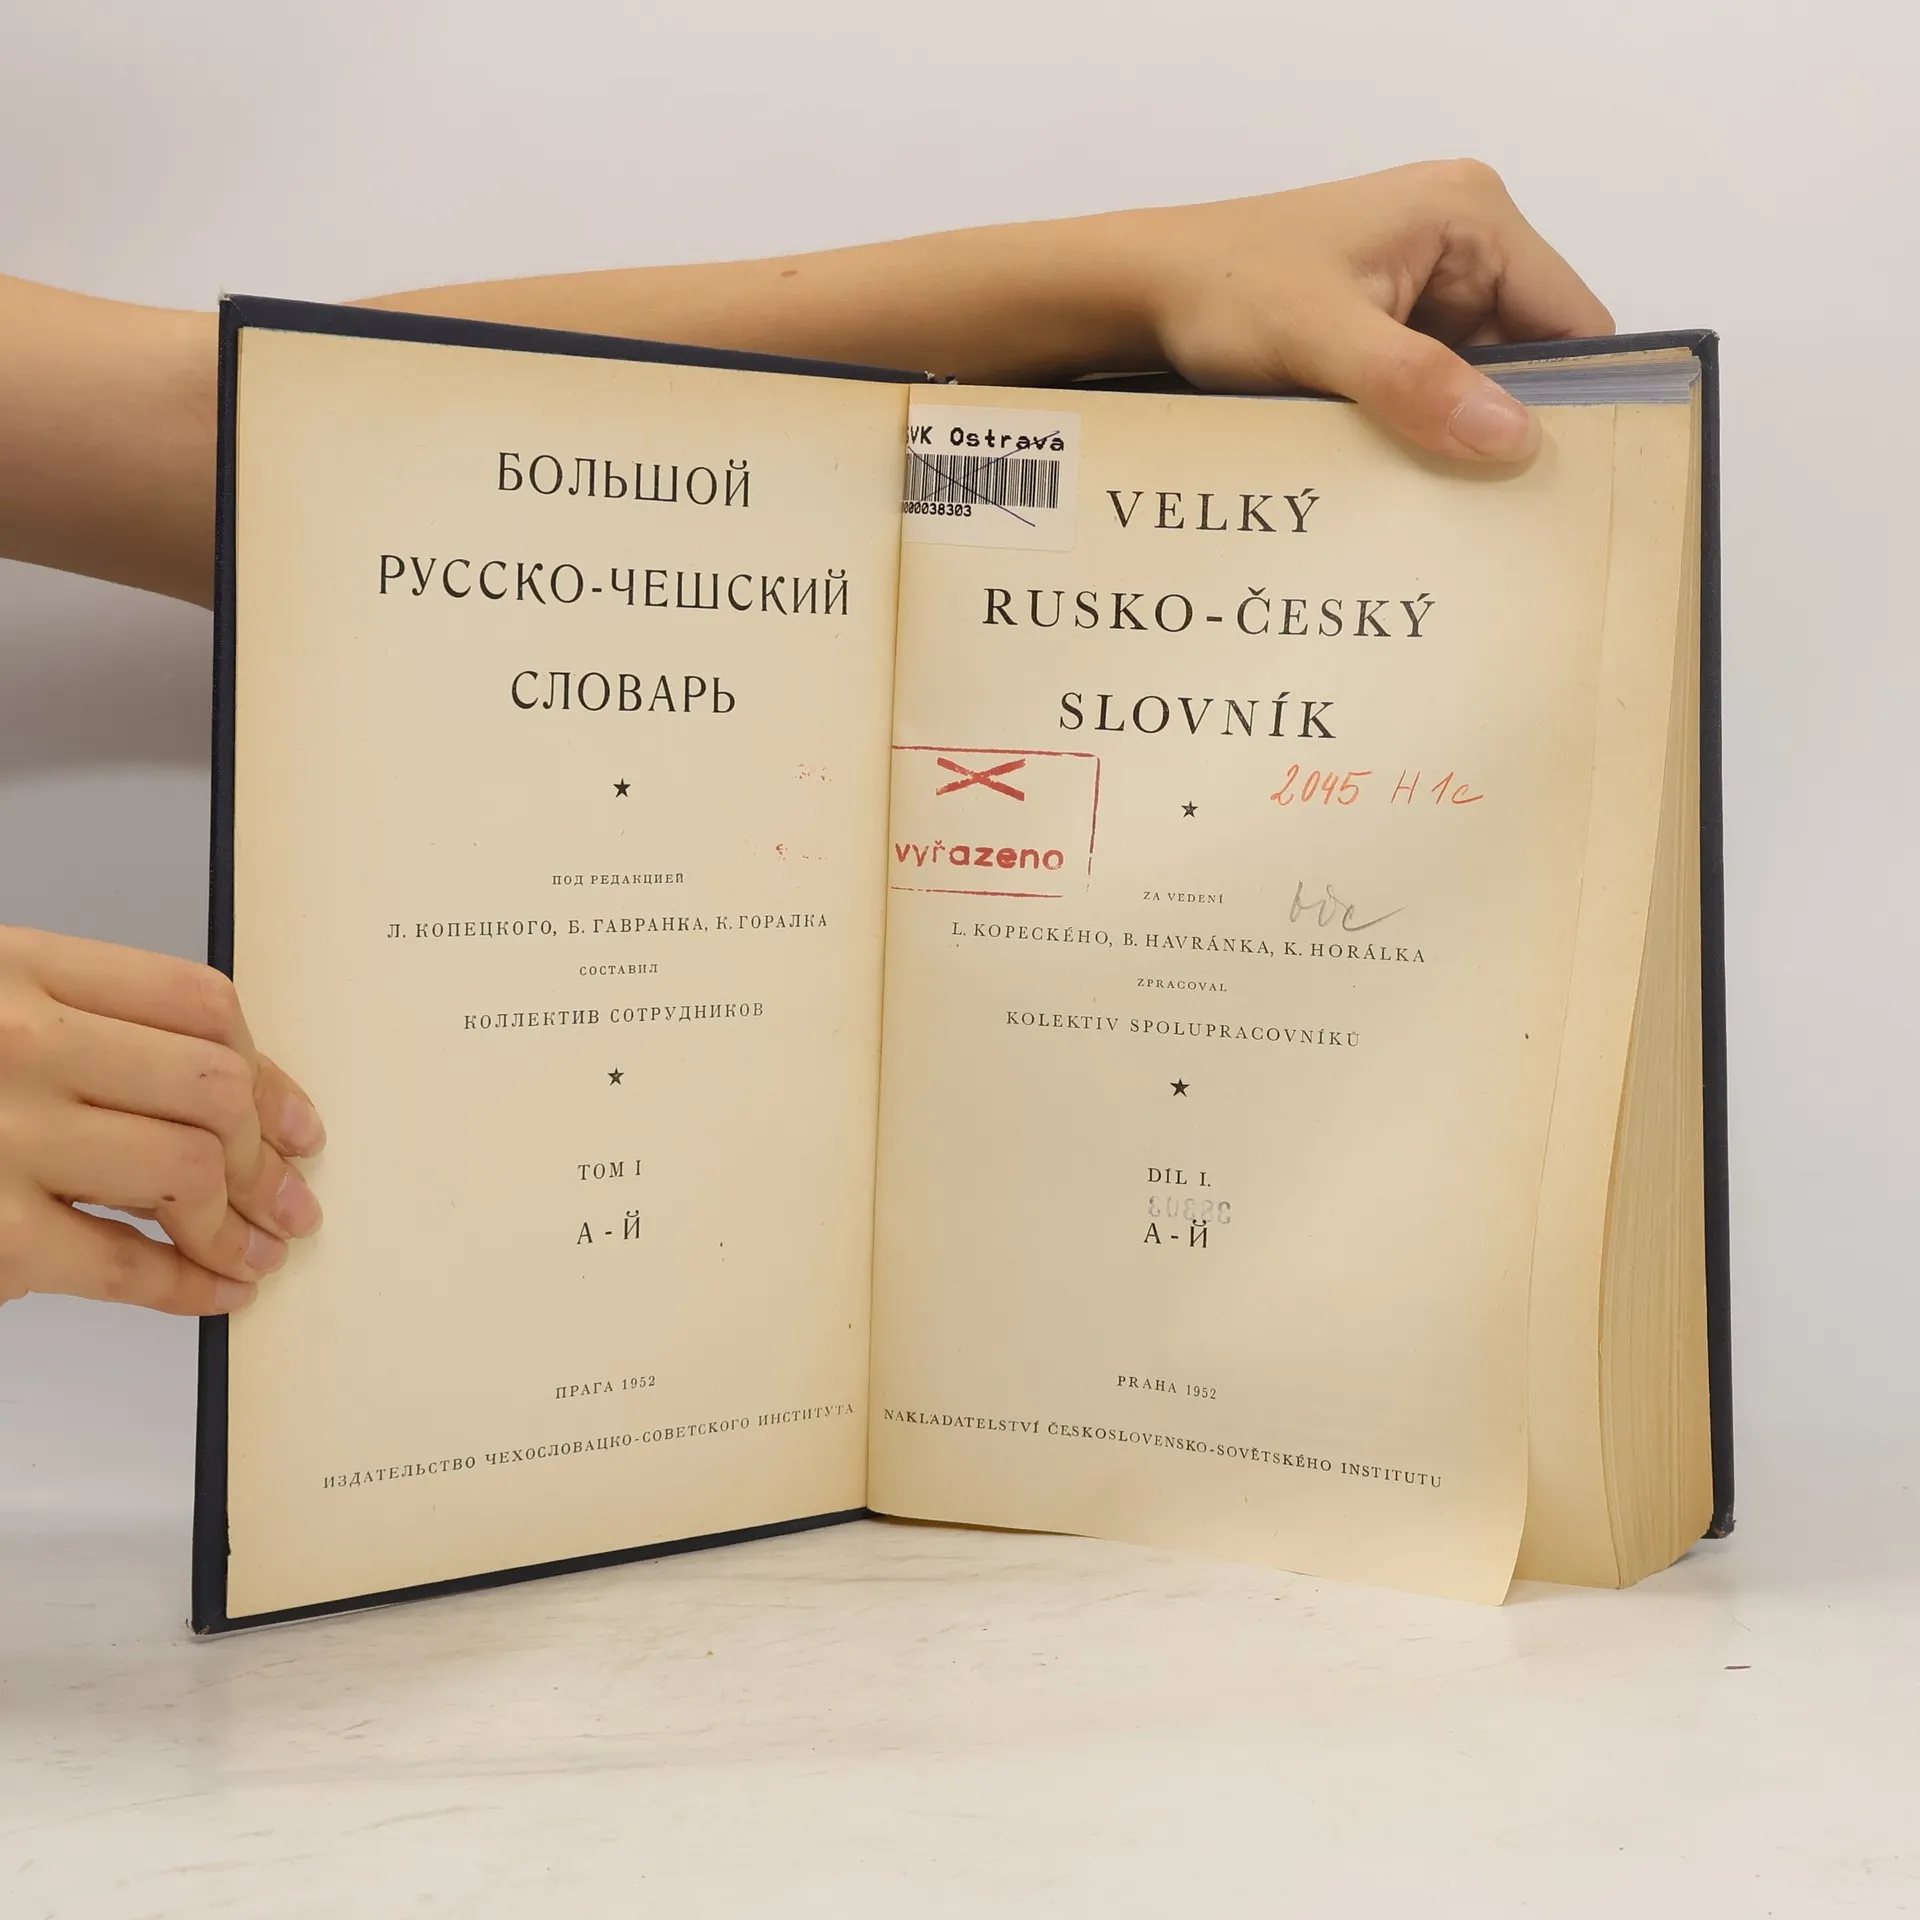 БОЛЬШОЙ
РУССКО-ЧЕШСКИЙ
СЛОВАРЬ
ПОД РЕДАКЦИЕЙ
Л. КОПЕЦКОГО, Б. ГАВРАНКА, К. ГОРАЛКА
СОСТАВИЛ
КОЛЛЕКТИВ СОТРУДНИКОВ
ТОМ I
А - Й
ПРАГА 1952
ИЗДАТЕЛЬСТВО ЧЕХОСЛОВАЦКО-СОВЕТСКОГО ИНСТИТУТА
SVK Ostrava
000038303
VELKÝ
RUSKO-ČESKÝ
SLOVNÍK
2045 H 1c
vyřazeno
ZA VEDENÍ
L. KOPECKÉHO, B. HAVRÁNKA, K. HORÁLKA
ZPRACOVAL
KOLEKTIV SPOLUPRACOVNÍKŮ
DÍL I.
38303
А - Й
PRAHA 1952
NAKLADATELSTVÍ ČESKOSLOVENSKO-SOVĚTSKÉHO INSTITUTU